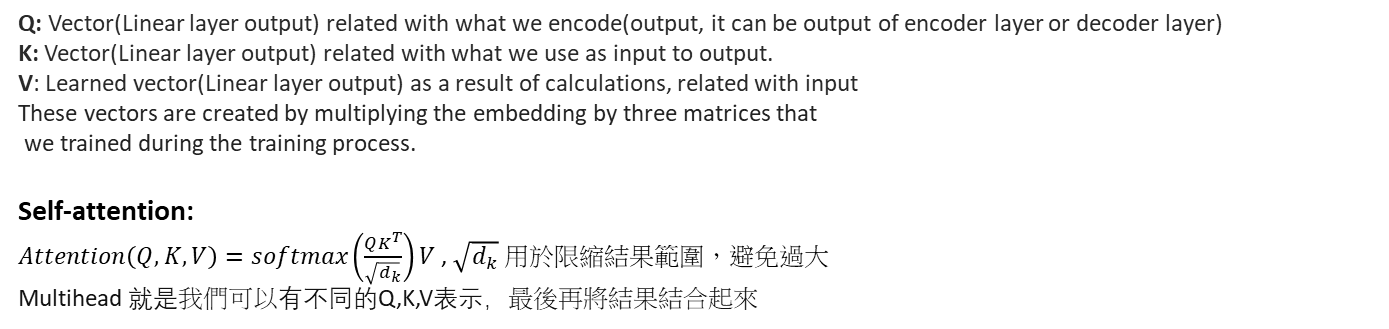 Q: Vector(Linear layer output) related with what we encode(output, it can be output of encoder layer or decoder layer)
K: Vector(Linear layer output) related with what we use as input to output.
V: Learned vector(Linear layer output) as a result of calculations, related with input
These vectors are created by multiplying the embedding by three matrices that
we trained during the training process.
Self-attention:
Attention(Q, K, V) = softmax(QK^T/√d_k)V , √d_k 用於限縮結果範圍，避免過大
Multihead 就是我們可以有不同的Q,K,V表示，最後再將結果結合起來